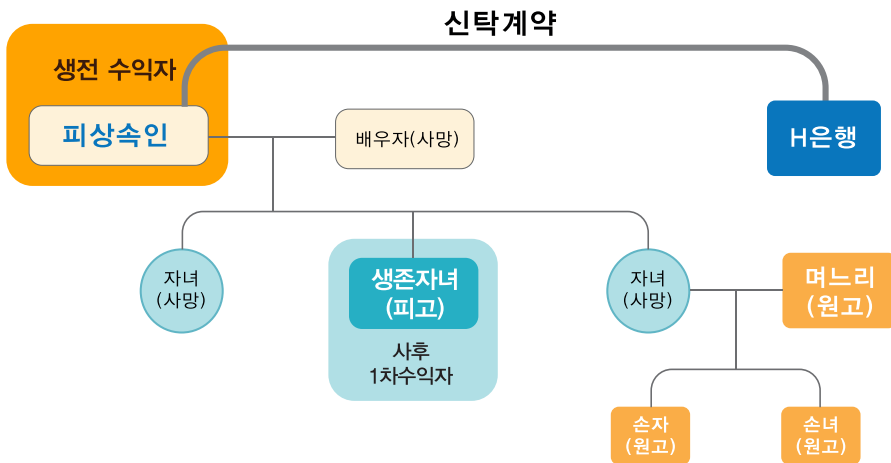 신탁계약
생전 수익자
피상속인
배우자(사망)
H은행
자녀
(사망)
생존자녀
(피고)
사후
1차수익자
자녀
(사망)
며느리
(원고)
손자
(원고)
손녀
(원고)